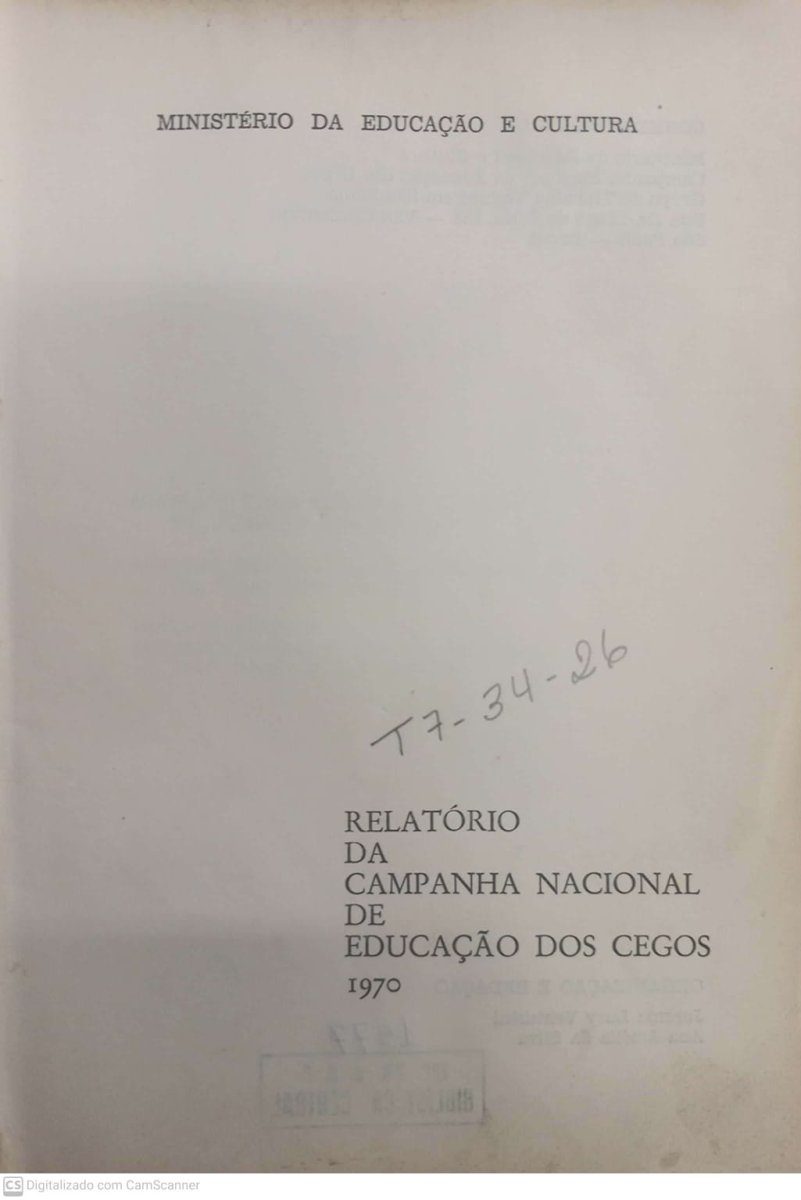 MINISTÉRIO DA EDUCAÇÃO E CULTURA
T7-34-26
RELATÓRIO
DA
CAMPANHA NACIONAL
DE
EDUCAÇÃO DOS CEGOS
1970
CS Digitalizado com CamScanner